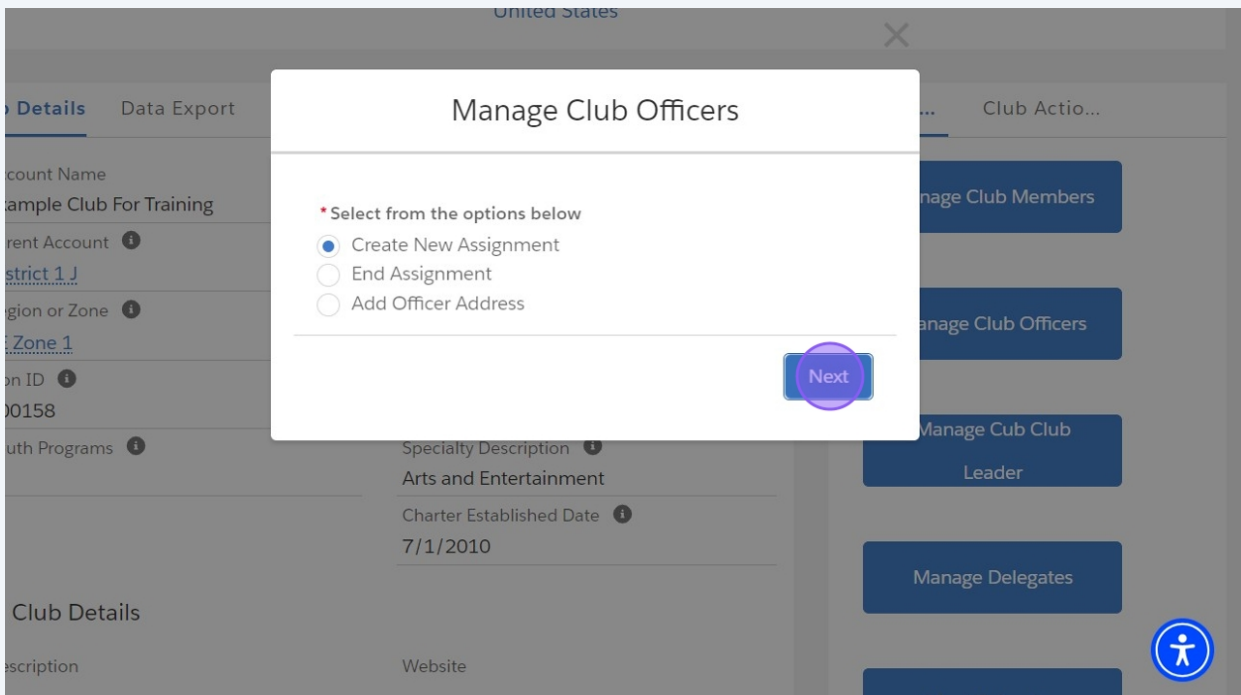 United States
Details Data Export
Manage Club Officers
... Club Actio...
count Name
ample Club For Training
* Select from the options below
Create New Assignment
End Assignment
Add Officer Address
Next
nage Club Members
rent Account
strict 1 J
gion or Zone
Zone 1
anage Club Officers
on ID
00158
uth Programs
Specialty Description
Arts and Entertainment
Manage Cub Club
Leader
Charter Established Date
7/1/2010
Manage Delegates
Club Details
escription Website